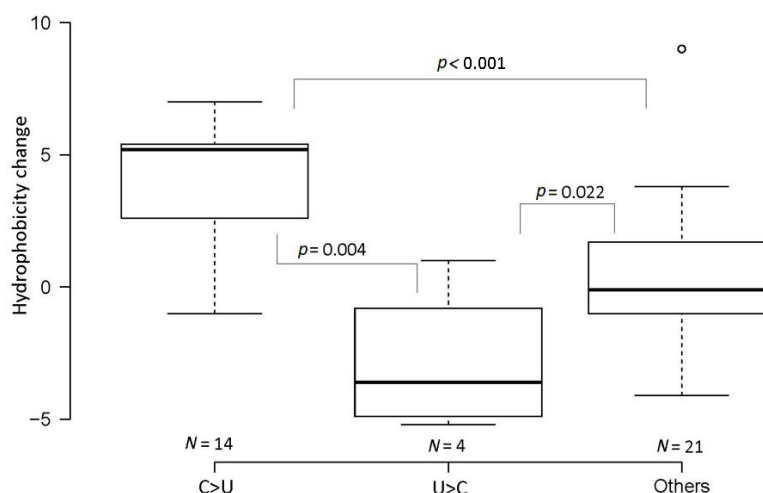 10
p < 0.001
5
Hydrophobicity change
p = 0.022
p = 0.004
0
−5
N = 14
N = 4
N = 21
C>U
U>C
Others